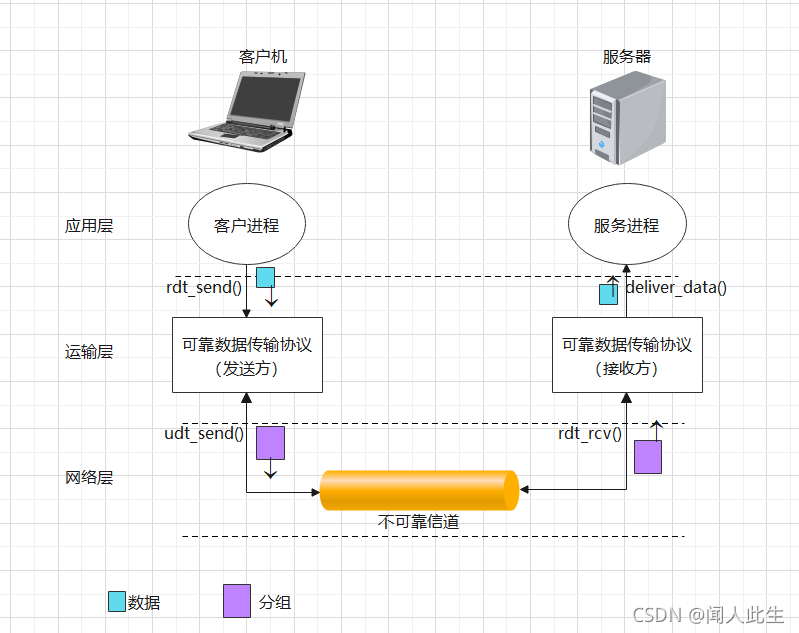 客户机
服务器
应用层
客户进程
服务进程
rdt_send()
deliver_data()
运输层
可靠数据传输协议
（发送方）
可靠数据传输协议
（接收方）
udt_send()
rdt_rcv()
网络层
不可靠信道
数据
分组
CSDN @闻人此生